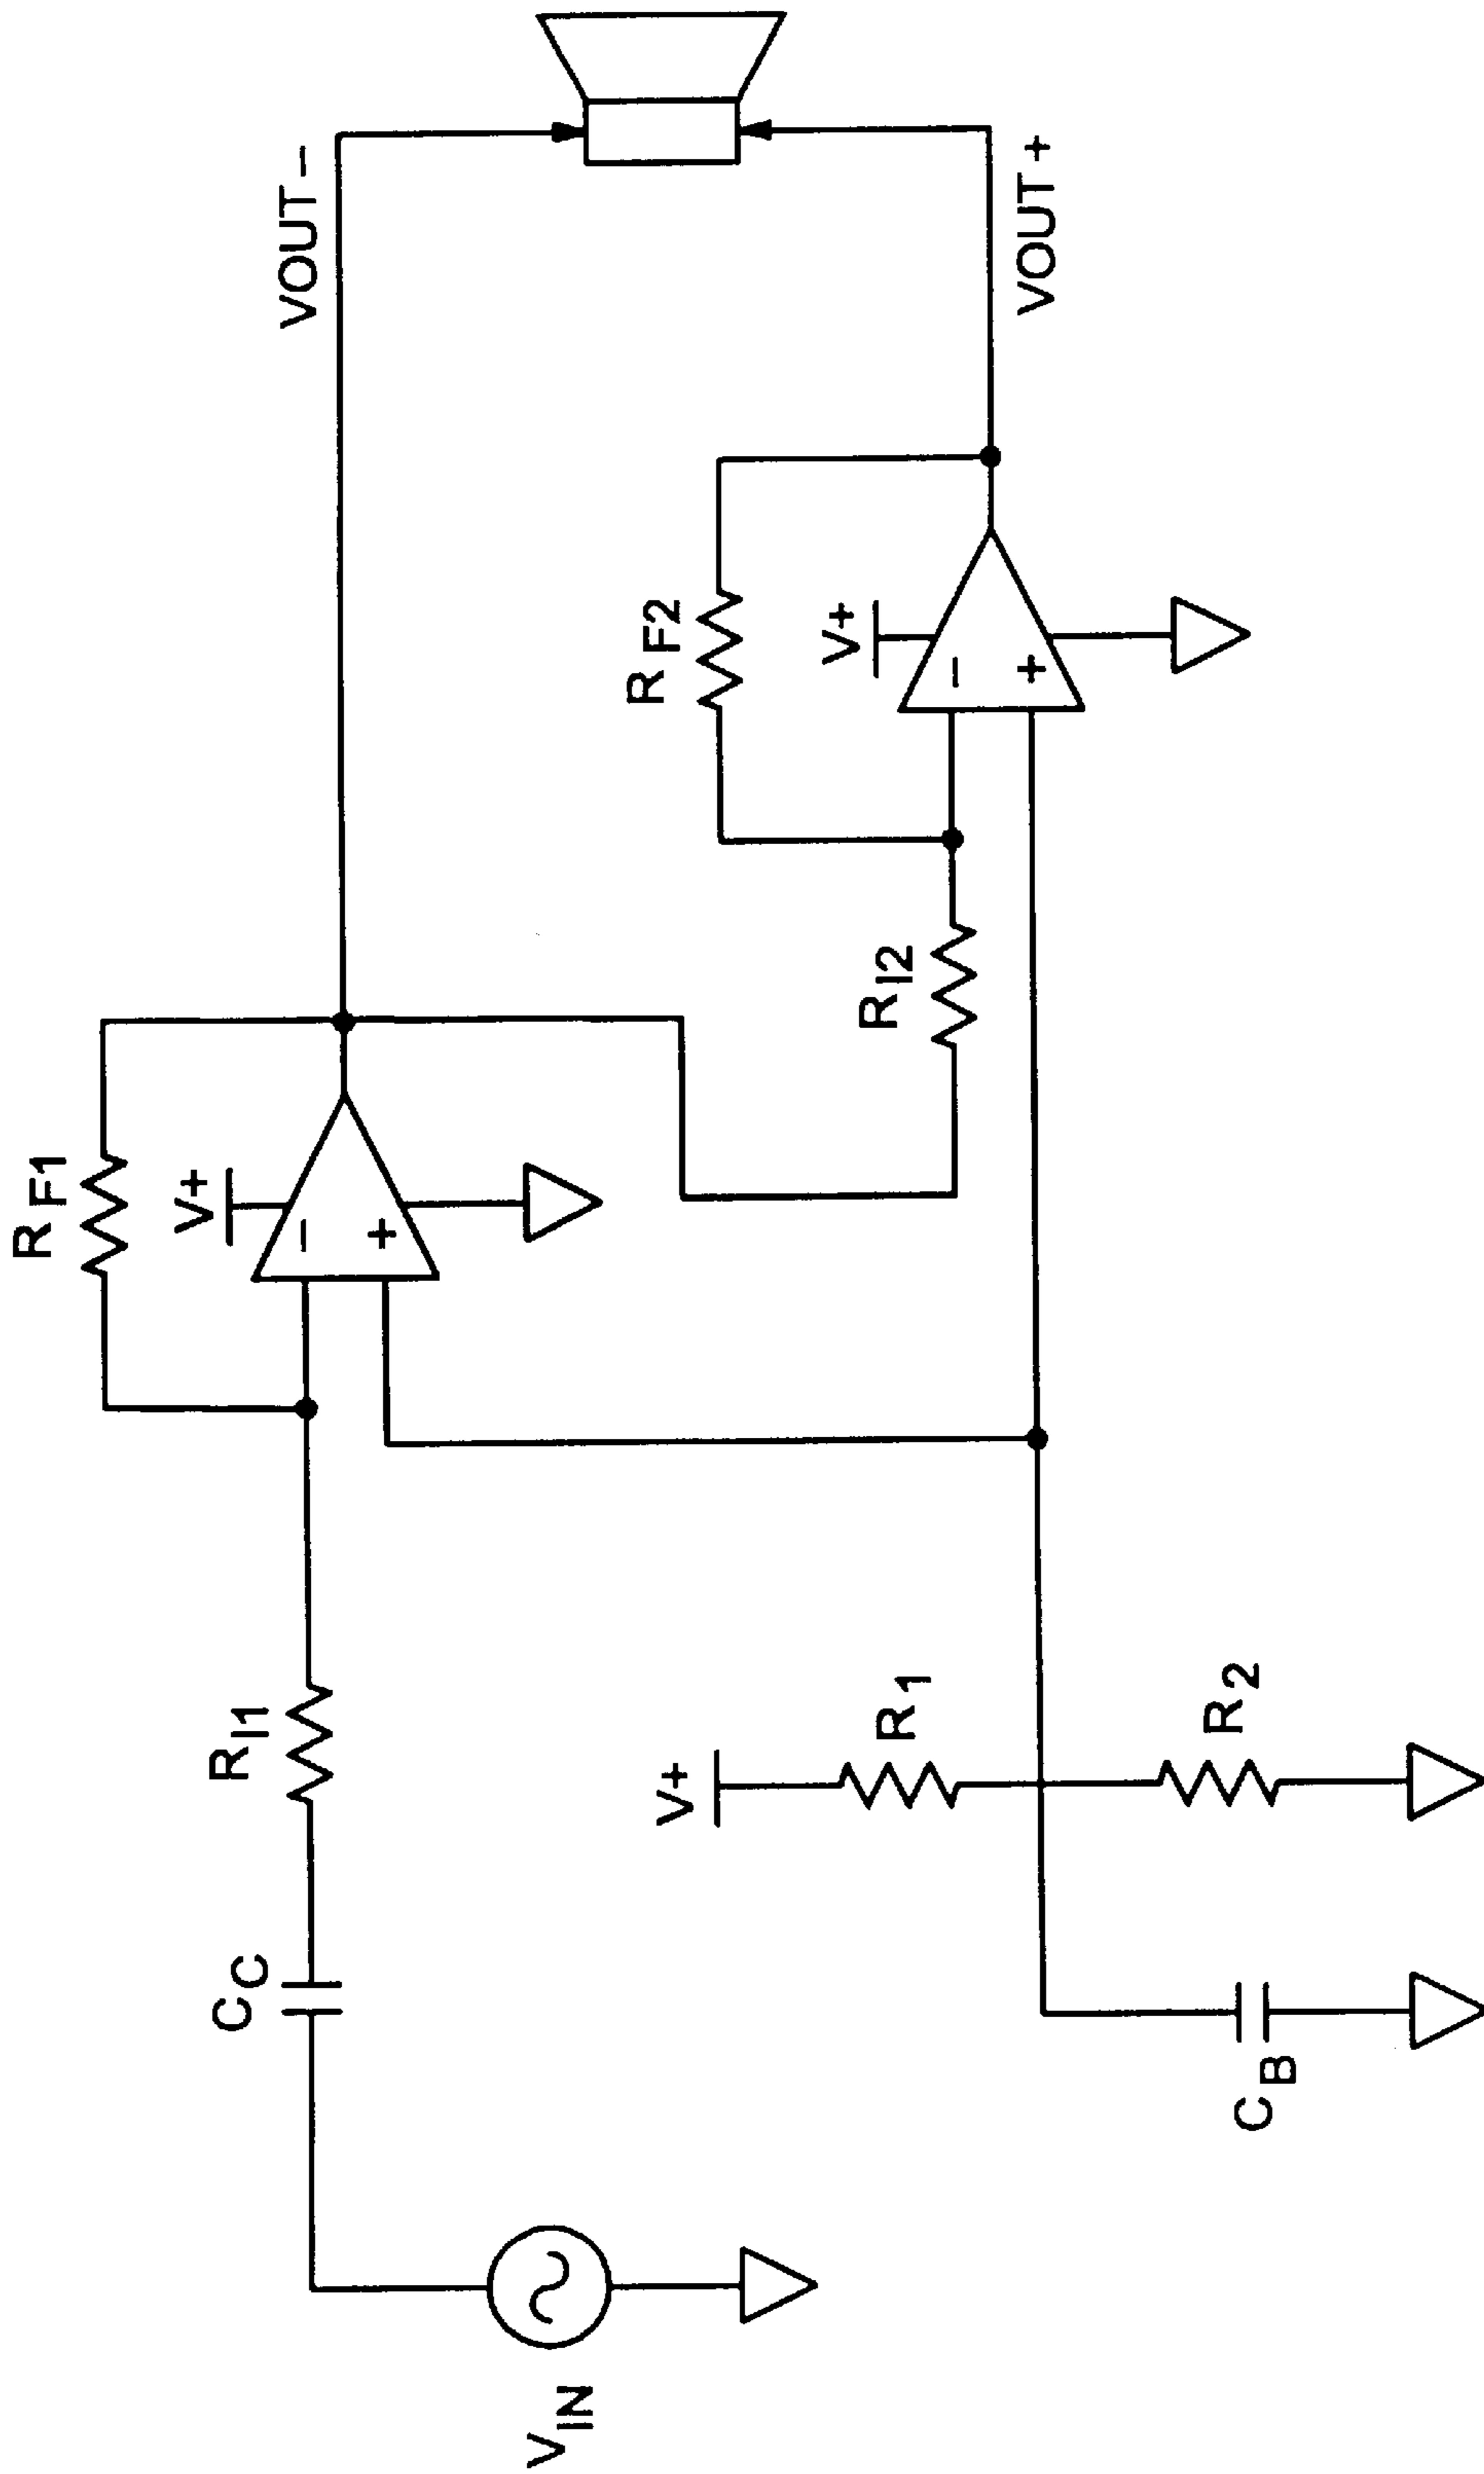 R F1
V+
VOUT −
−
+
R I1
C C
R F2
V+
−
+
VOUT +
R I2
V IN
V+
R 1
R 2
C B